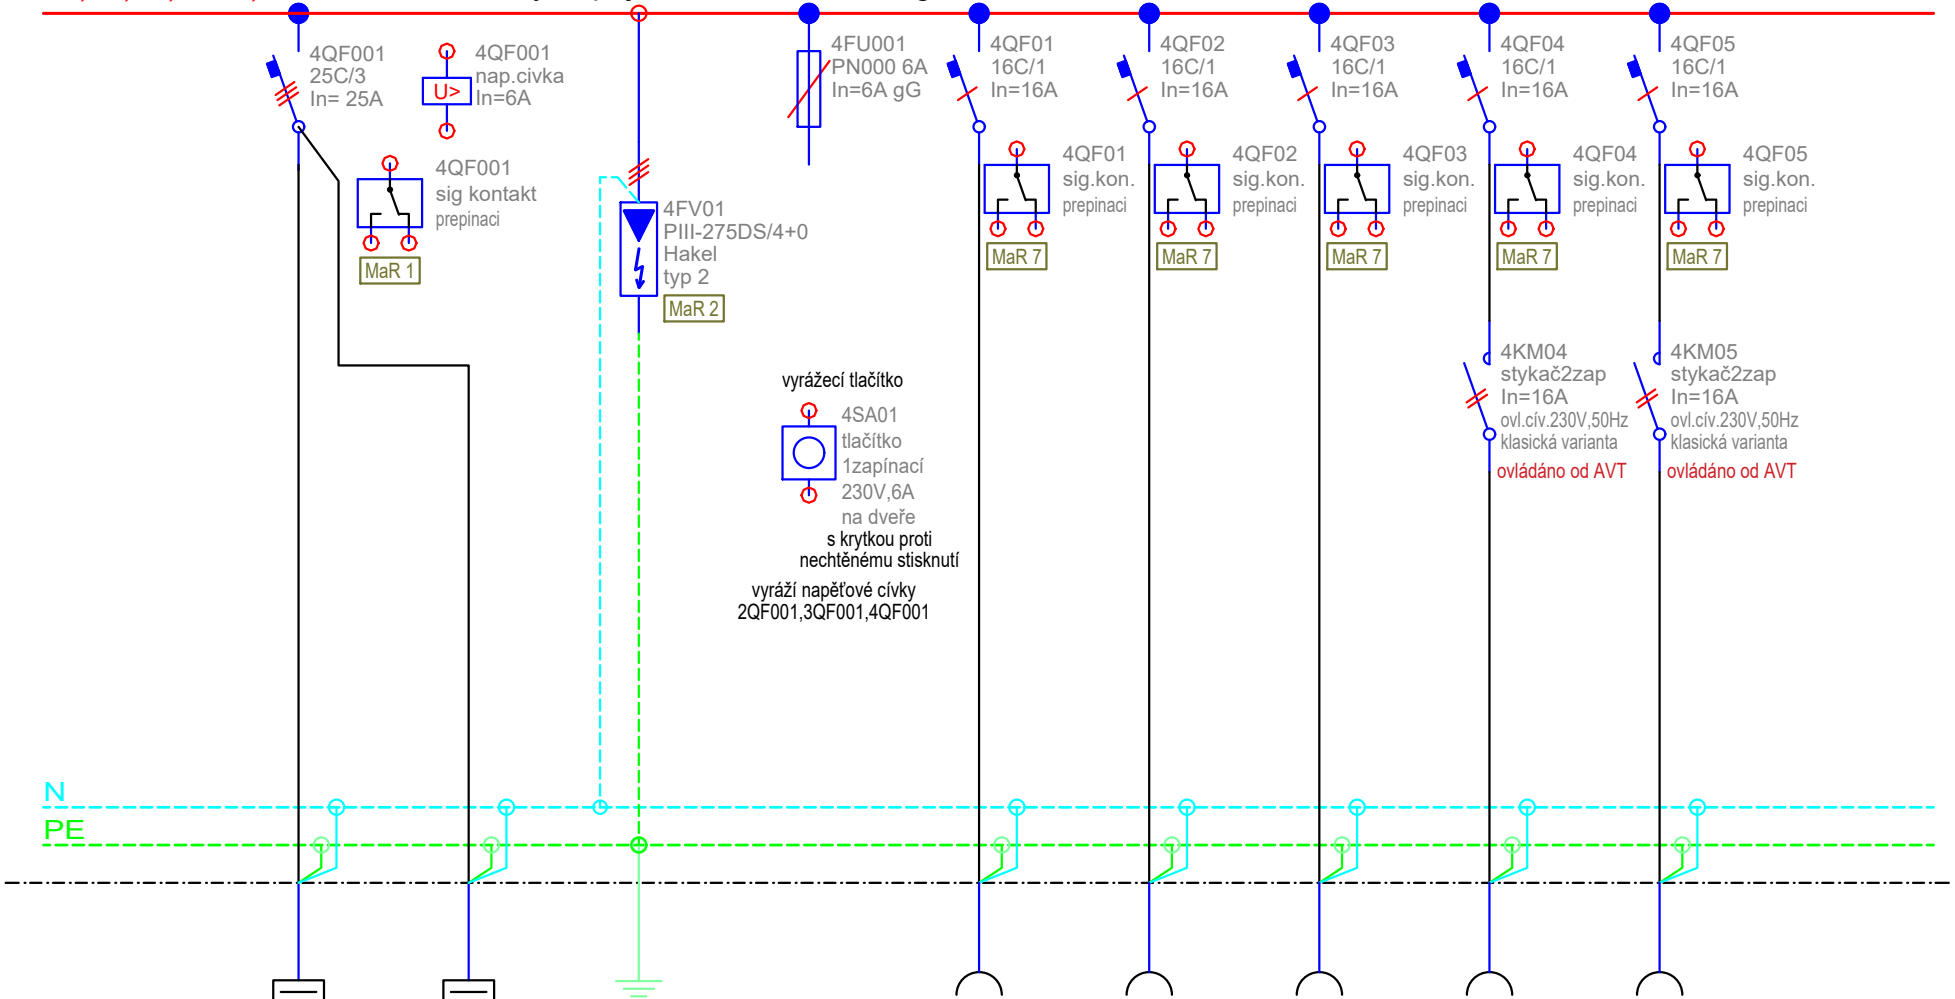 4QF001
25C/3
In= 25A
4QF001
nap.civka
In=6A
U>
4QF001
sig kontakt
prepinaci
MaR 1
4FV01
PIII-275DS/4+0
Hakel
typ 2
MaR 2
4FU001
PN000 6A
In=6A gG
vyrážecí tlačítko
4SA01
tlačítko
1zapínací
230V,6A
na dveře
s krytkou proti
nechtěnému stisknutí
vyráží napěťové cívky
2QF001,3QF001,4QF001
4QF01
16C/1
In=16A
4QF01
sig.kon.
prepinaci
MaR 7
4QF02
16C/1
In=16A
4QF02
sig.kon.
prepinaci
MaR 7
4QF03
16C/1
In=16A
4QF03
sig.kon.
prepinaci
MaR 7
4QF04
16C/1
In=16A
4QF04
sig.kon.
prepinaci
MaR 7
4KM04
stykač2zap
In=16A
ovl.cív.230V,50Hz
klasická varianta
ovládáno od AVT
4QF05
16C/1
In=16A
4QF05
sig.kon.
prepinaci
MaR 7
4KM05
stykač2zap
In=16A
ovl.cív.230V,50Hz
klasická varianta
ovládáno od AVT
N
PE